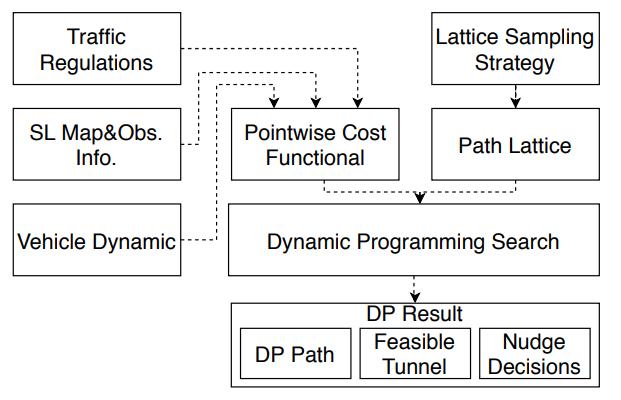 Traffic
Regulations
Lattice Sampling
Strategy
SL Map&Obs.
Info.
Pointwise Cost
Functional
Path Lattice
Vehicle Dynamic
Dynamic Programming Search
DP Result
DP Path
Feasible
Tunnel
Nudge
Decisions